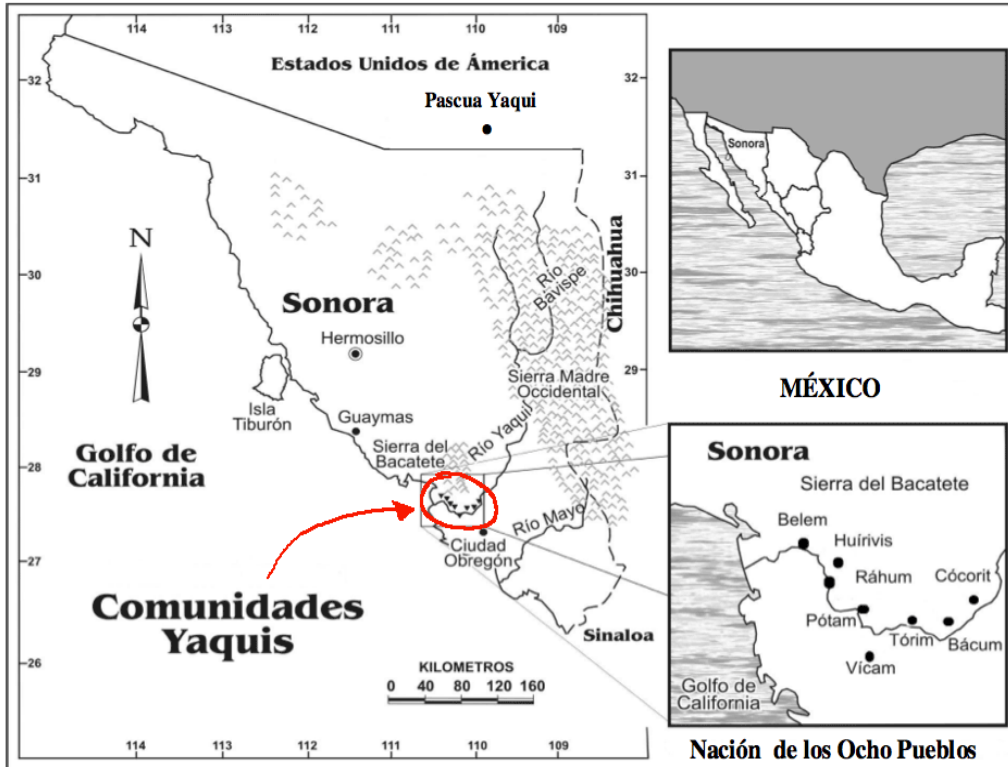 114 113 112 111 110 109
Estados Unidos de América
Pascua Yaqui
32
31
30
29
28
27
26
N
Sonora
Hermosillo
Isla
Tiburón
Guaymas
Golfo de
California
Sierra del
Bacatete
Río Yaqui
Río
Bávispe
Chihuahua
Sierra Madre
Occidental
Río Mayo
Ciudad
Obregón
Sinaloa
Comunidades
Yaquis
KILOMETROS
0 40 80 120 160
114 113 112 111 110 109
32
31
30
29
Sonora
MÉXICO
Sonora
Sierra del Bacatete
Belem
Huírivis
Ráhum
Cócorit
Pótam
Tórim
Bácum
Vícam
Golfo de
California
Nación de los Ocho Pueblos